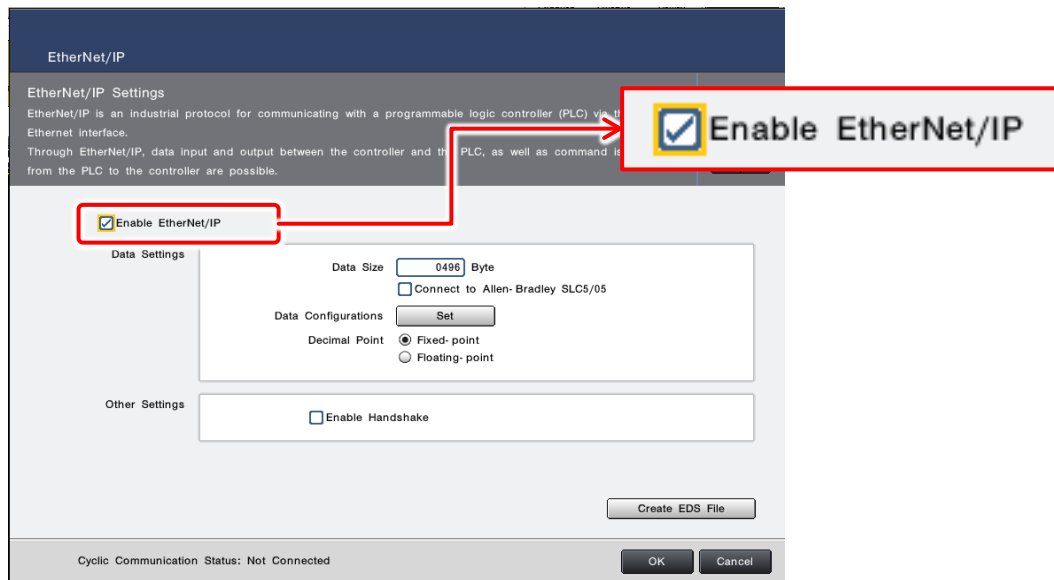 EtherNet/IP
EtherNet/IP Settings
EtherNet/IP is an industrial protocol for communicating with a programmable logic controller (PLC) via
Ethernet interface.
Through EtherNet/IP, data input and output between the controller and the PLC, as well as command
from the PLC to the controller are possible.
Enable EtherNet/IP
Enable EtherNet/IP
Data Settings
Data Size 0496 Byte
Connect to Allen-Bradley SLC5/05
Data Configurations Set
Decimal Point Fixed-point
Floating-point
Other Settings
Enable Handshake
Create EDS File
Cyclic Communication Status: Not Connected
OK Cancel